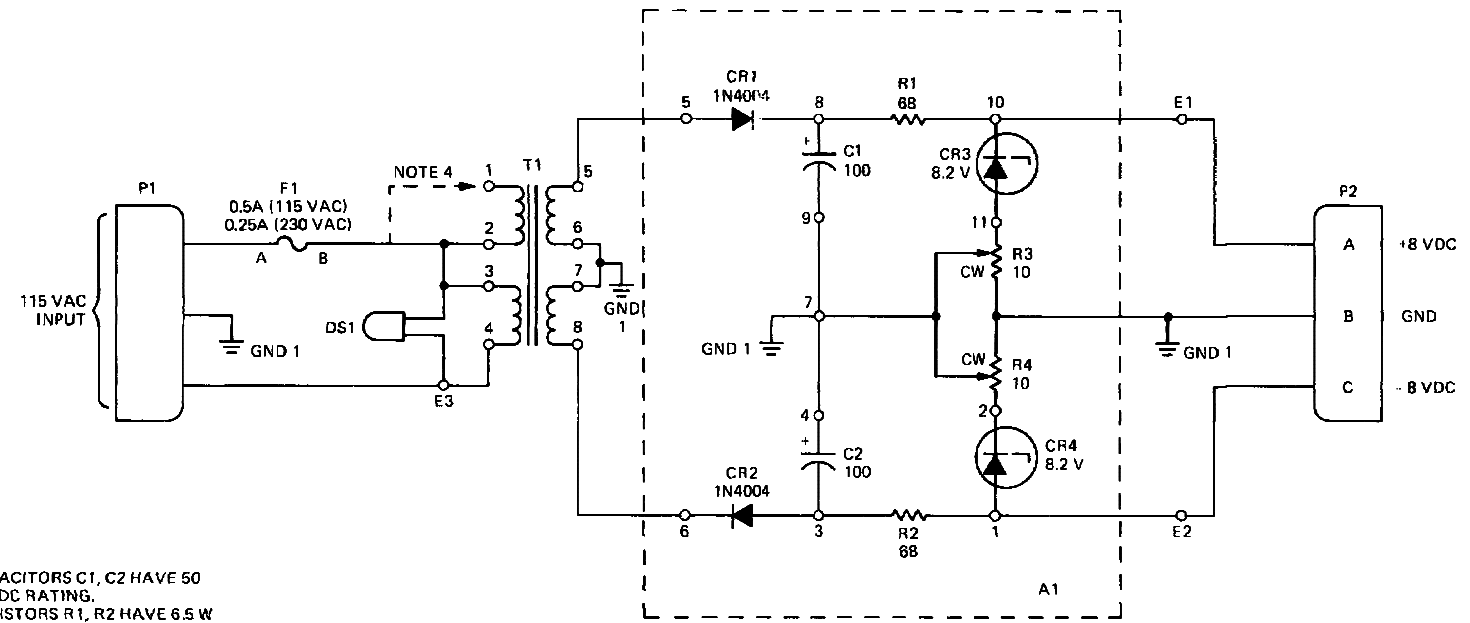 CR1
1N4004
5
8
R1
68
10
E1
+
C1
100
CR3
8.2 V
NOTE 4
1
T1
5
P1
F1
0.5A (115 VAC)
0.25A (230 VAC)
A
B
2
6
9
11
P2
A
+8 VDC
R3
10
CW
3
7
115 VAC
INPUT
GND 1
DS1
4
8
GND
1
7
GND 1
B
GND
GND 1
CW
R4
10
E3
C
- 8 VDC
4
2
+
C2
100
CR4
8.2 V
CR2
1N4004
6
3
R2
68
1
E2
A1
ACITORS C1, C2 HAVE 50
DC RATING.
ISTORS R1, R2 HAVE 6.5 W